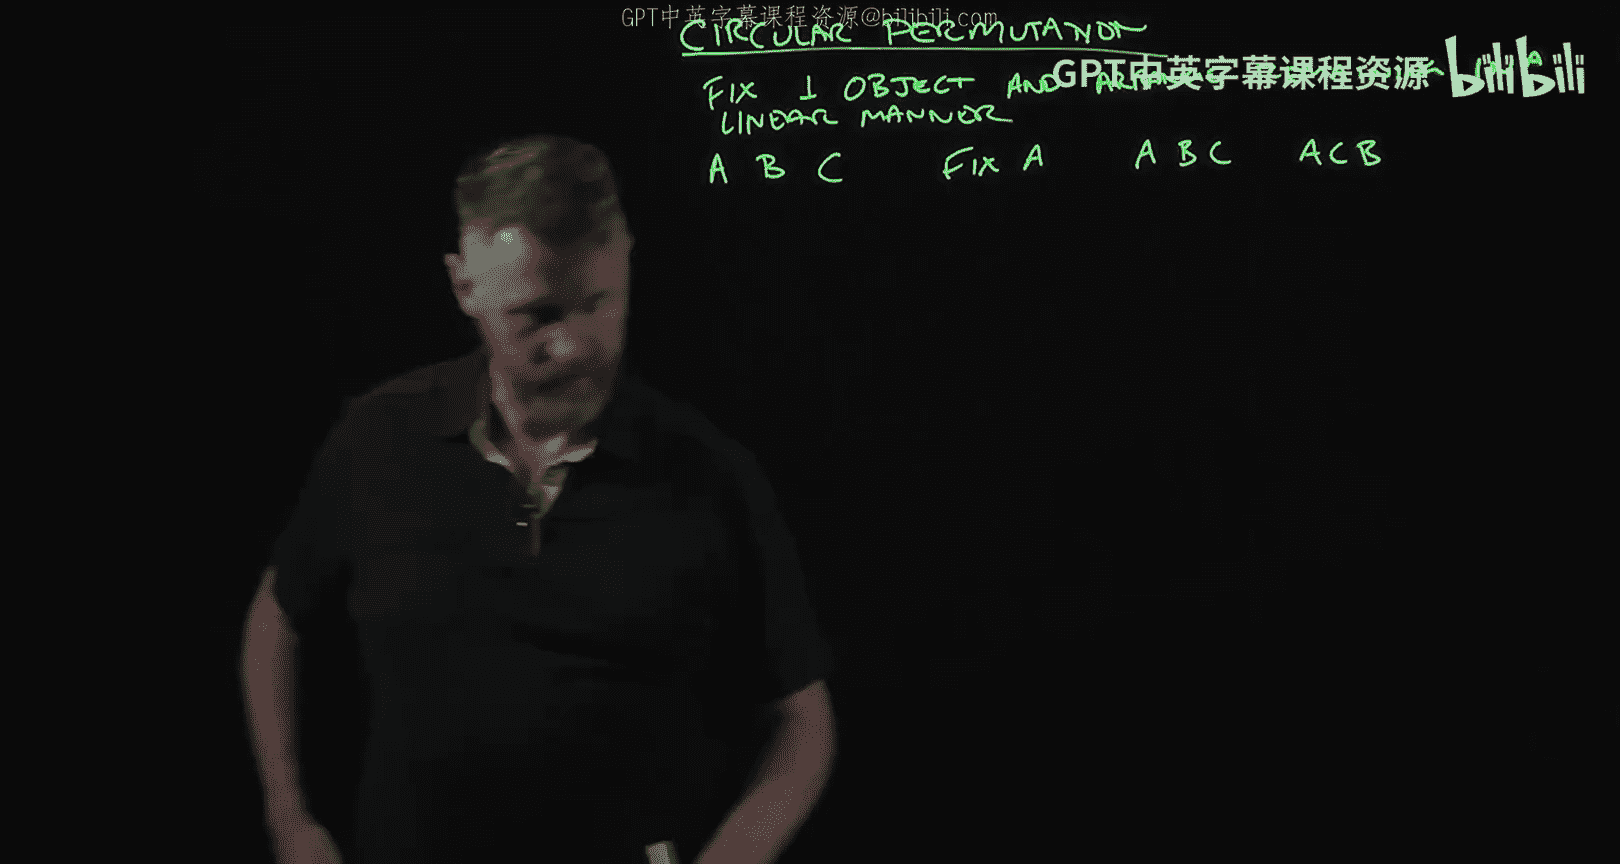 GPT中英字幕课程资源@bilibili.com
CIRCULAR PERMUTATION
GPT中英字幕课程资源 bilibili
FIX 1 OBJECT AND
LINEAR MANNER
A B C FIX A A B C A C B